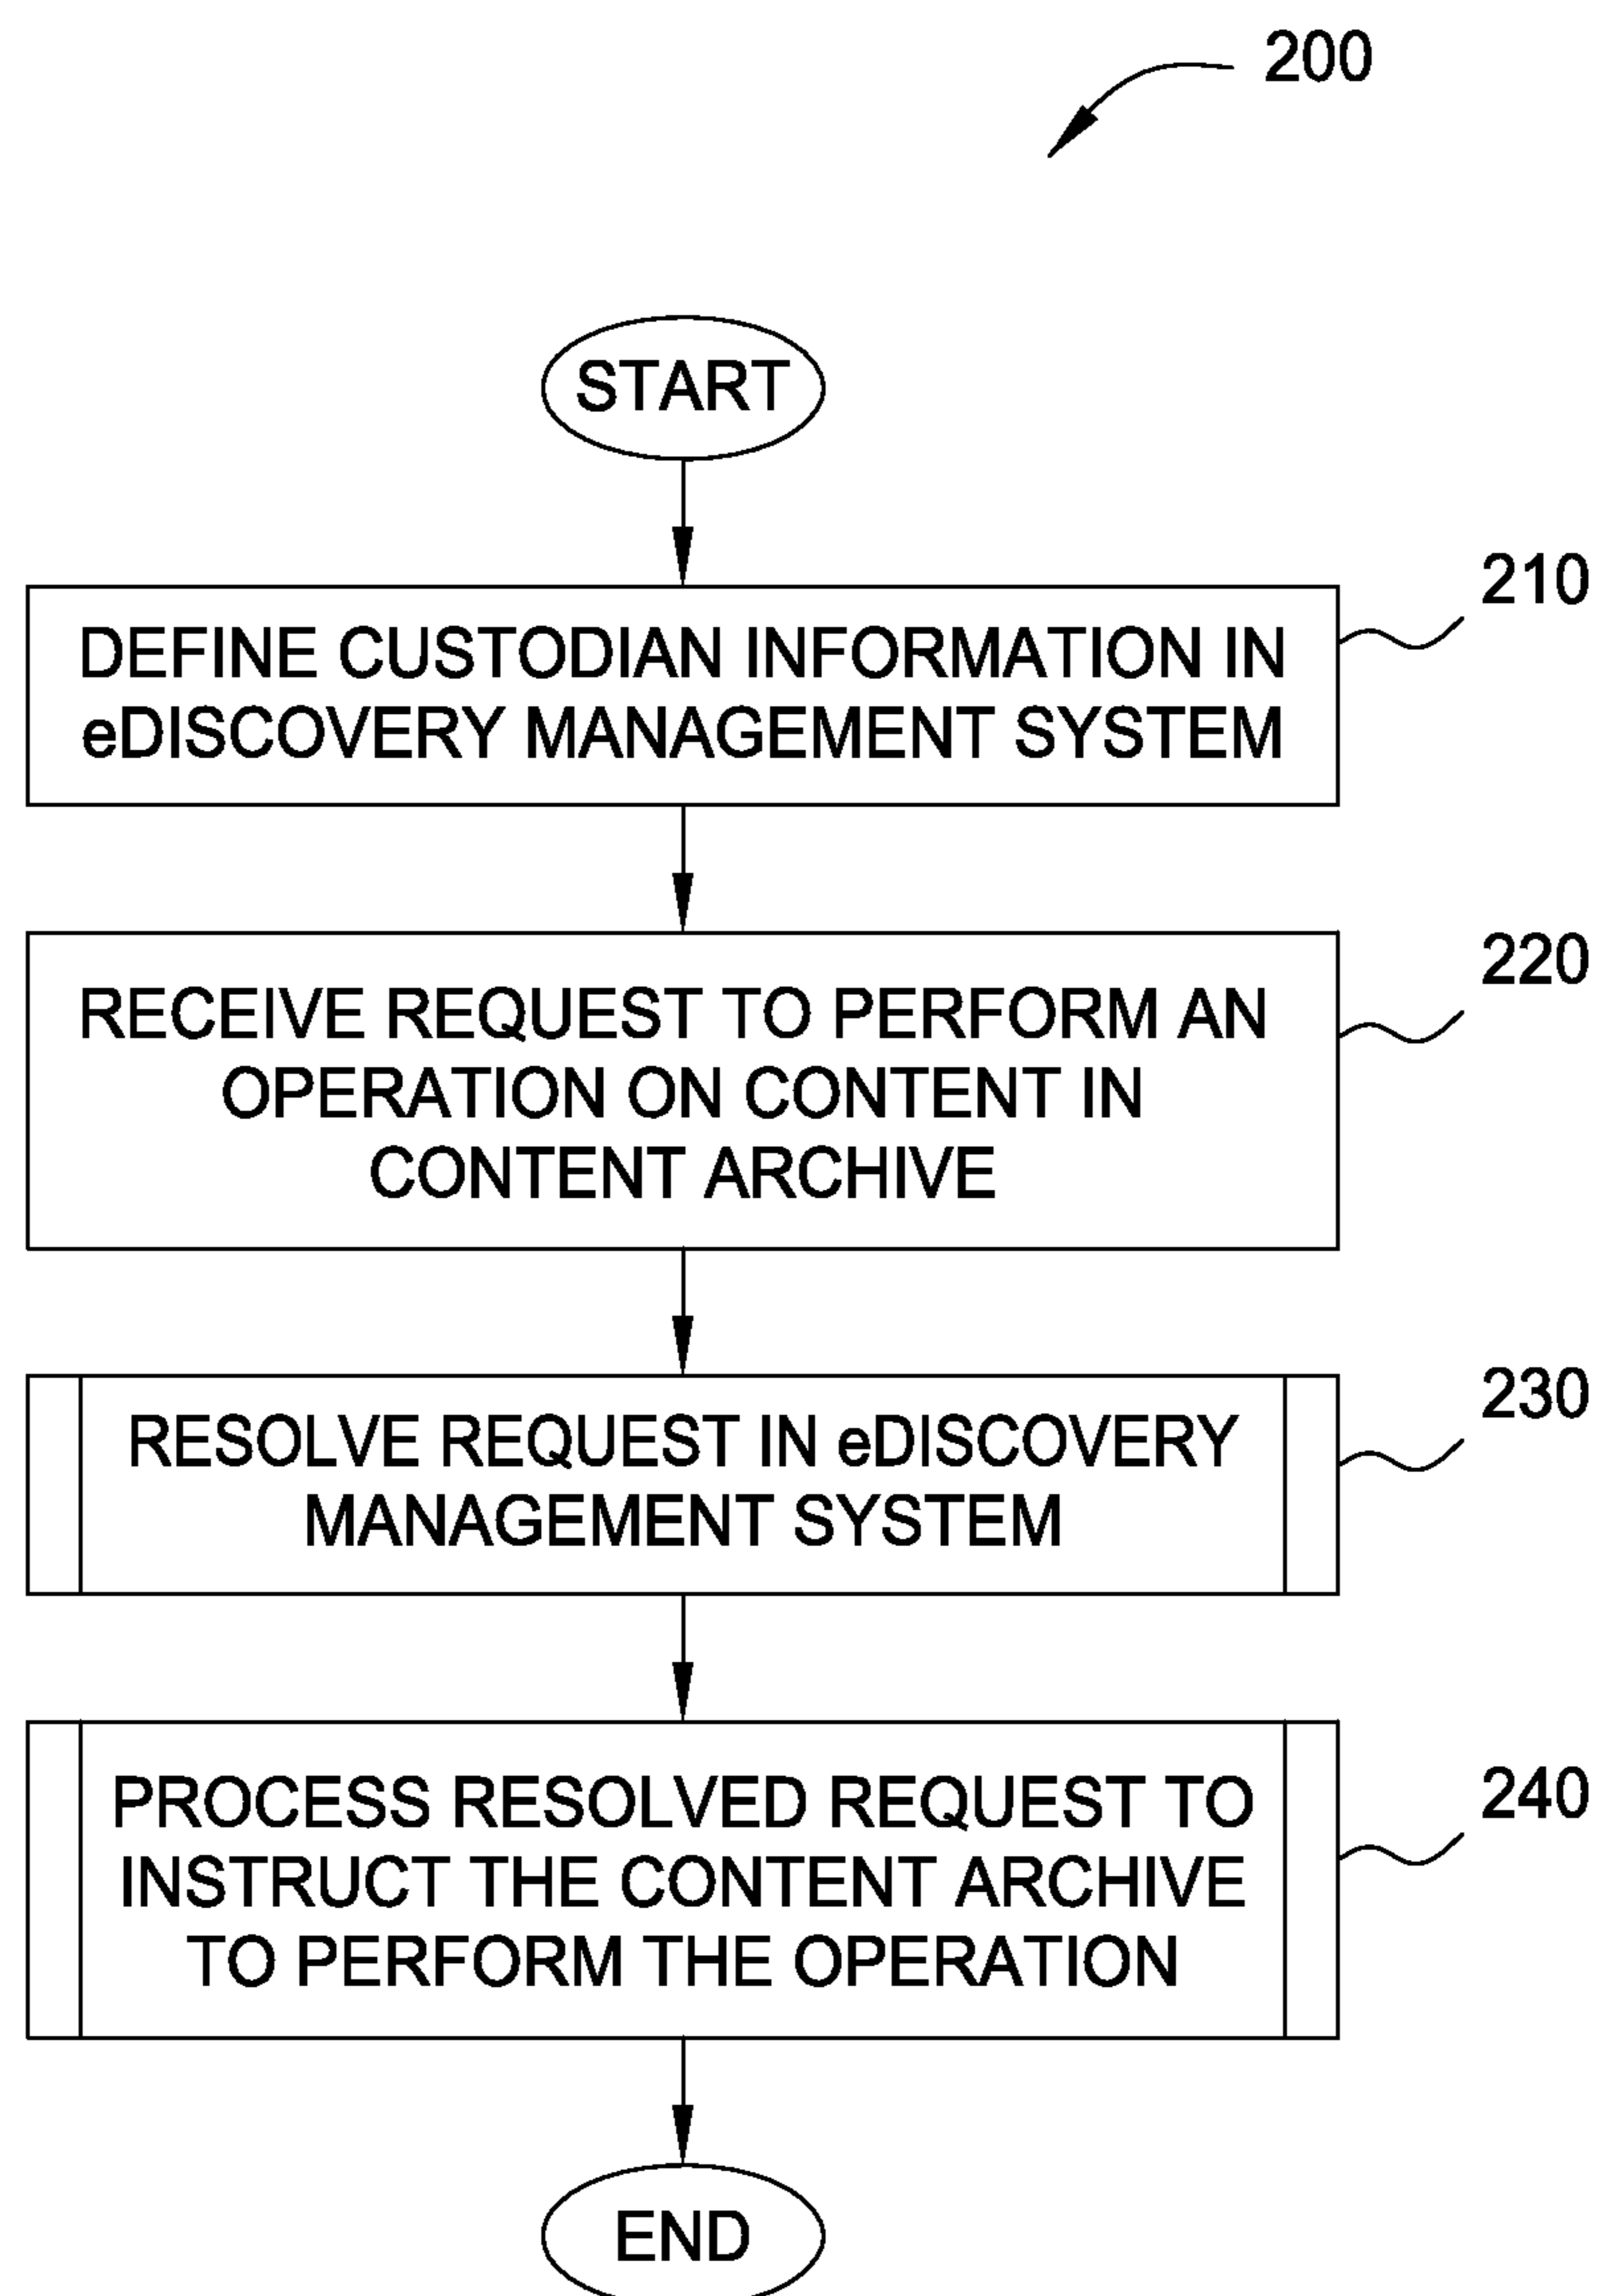 200
START
210
DEFINE CUSTODIAN INFORMATION IN
eDISCOVERY MANAGEMENT SYSTEM
220
RECEIVE REQUEST TO PERFORM AN
OPERATION ON CONTENT IN
CONTENT ARCHIVE
230
RESOLVE REQUEST IN eDISCOVERY
MANAGEMENT SYSTEM
240
PROCESS RESOLVED REQUEST TO
INSTRUCT THE CONTENT ARCHIVE
TO PERFORM THE OPERATION
END